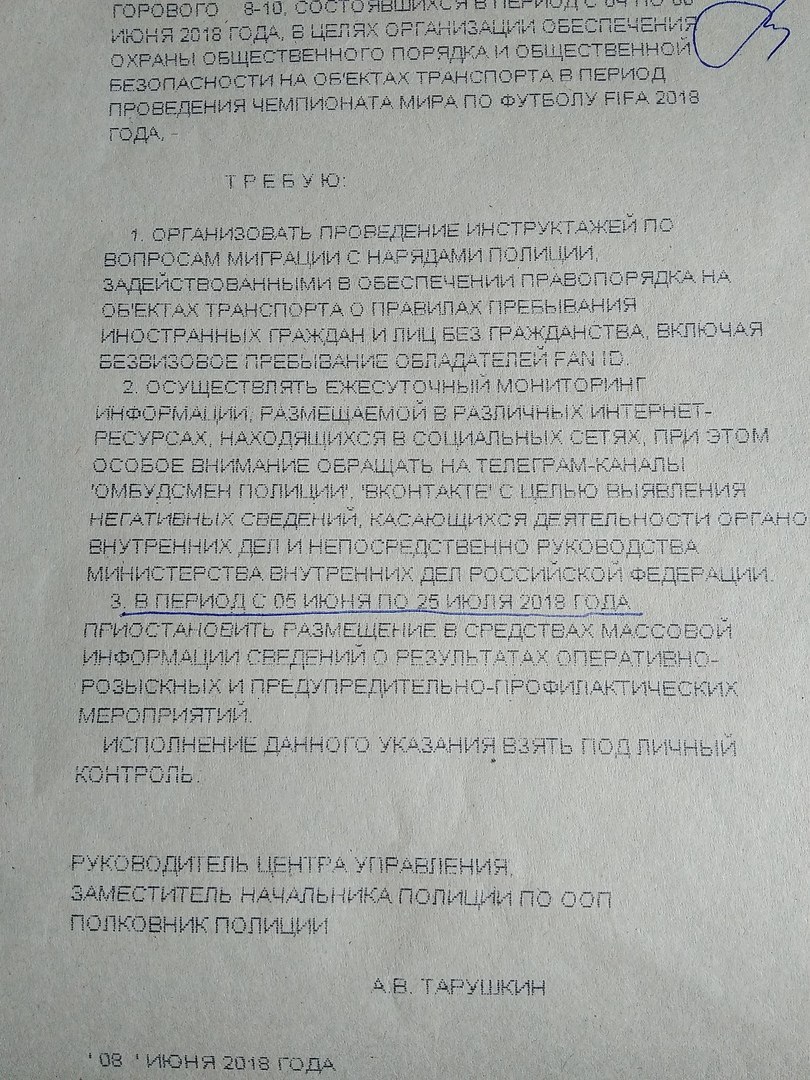 ГОРОВОГО 8-10, СОСТОЯВШИХСЯ В ПЕРИОД С 04 ПО 06
ИЮНЯ 2018 ГОДА, В ЦЕЛЯХ ОРГАНИЗАЦИИ ОБЕСПЕЧЕНИЯ
ОХРАНЫ ОБЩЕСТВЕННОГО ПОРЯДКА И ОБЩЕСТВЕННОЙ
БЕЗОПАСНОСТИ НА ОБ'ЕКТАХ ТРАНСПОРТА В ПЕРИОД
ПРОВЕДЕНИЯ ЧЕМПИОНАТА МИРА ПО ФУТБОЛУ FIFA 2018
ГОДА, -
Т Р Е Б У Ю:
1. ОРГАНИЗОВАТЬ ПРОВЕДЕНИЕ ИНСТРУКТАЖЕЙ ПО
ВОПРОСАМ МИГРАЦИИ С НАРЯДАМИ ПОЛИЦИИ,
ЗАДЕЙСТВОВАННЫМИ В ОБЕСПЕЧЕНИИ ПРАВОПОРЯДКА НА
ОБ'ЕКТАХ ТРАНСПОРТА О ПРАВИЛАХ ПРЕБЫВАНИЯ
ИНОСТРАННЫХ ГРАЖДАН И ЛИЦ БЕЗ ГРАЖДАНСТВА, ВКЛЮЧАЯ
БЕЗВИЗОВОЕ ПРЕБЫВАНИЕ ОБЛАДАТЕЛЕЙ FAN ID.
2. ОСУЩЕСТВЛЯТЬ ЕЖЕСУТОЧНЫЙ МОНИТОРИНГ
ИНФОРМАЦИИ, РАЗМЕЩАЕМОЙ В РАЗЛИЧНЫХ ИНТЕРНЕТ-
РЕСУРСАХ, НАХОДЯЩИХСЯ В СОЦИАЛЬНЫХ СЕТЯХ, ПРИ ЭТОМ
ОСОБОЕ ВНИМАНИЕ ОБРАЩАТЬ НА ТЕЛЕГРАМ-КАНАЛЫ
'ОМБУДСМЕН ПОЛИЦИИ', 'ВКОНТАКТЕ' С ЦЕЛЬЮ ВЫЯВЛЕНИЯ
НЕГАТИВНЫХ СВЕДЕНИЙ, КАСАЮЩИХСЯ ДЕЯТЕЛЬНОСТИ ОРГАНО
ВНУТРЕННИХ ДЕЛ И НЕПОСРЕДСТВЕННО РУКОВОДСТВА
МИНИСТЕРСТВА ВНУТРЕННИХ ДЕЛ РОССИЙСКОЙ ФЕДЕРАЦИИ.
3. В ПЕРИОД С 05 ИЮНЯ ПО 25 ИЮЛЯ 2018 ГОДА
ПРИОСТАНОВИТЬ РАЗМЕЩЕНИЕ В СРЕДСТВАХ МАССОВОЙ
ИНФОРМАЦИИ СВЕДЕНИЙ О РЕЗУЛЬТАТАХ ОПЕРАТИВНО-
РОЗЫСКНЫХ И ПРЕДУПРЕДИТЕЛЬНО-ПРОФИЛАКТИЧЕСКИХ
МЕРОПРИЯТИЙ.
ИСПОЛНЕНИЕ ДАННОГО УКАЗАНИЯ ВЗЯТЬ ПОД ЛИЧНЫЙ
КОНТРОЛЬ.
РУКОВОДИТЕЛЬ ЦЕНТРА УПРАВЛЕНИЯ,
ЗАМЕСТИТЕЛЬ НАЧАЛЬНИКА ПОЛИЦИИ ПО ООП
ПОЛКОВНИК ПОЛИЦИИ
А.В. ТАРУШКИН
'08 ' ИЮНЯ 2018 ГОДА